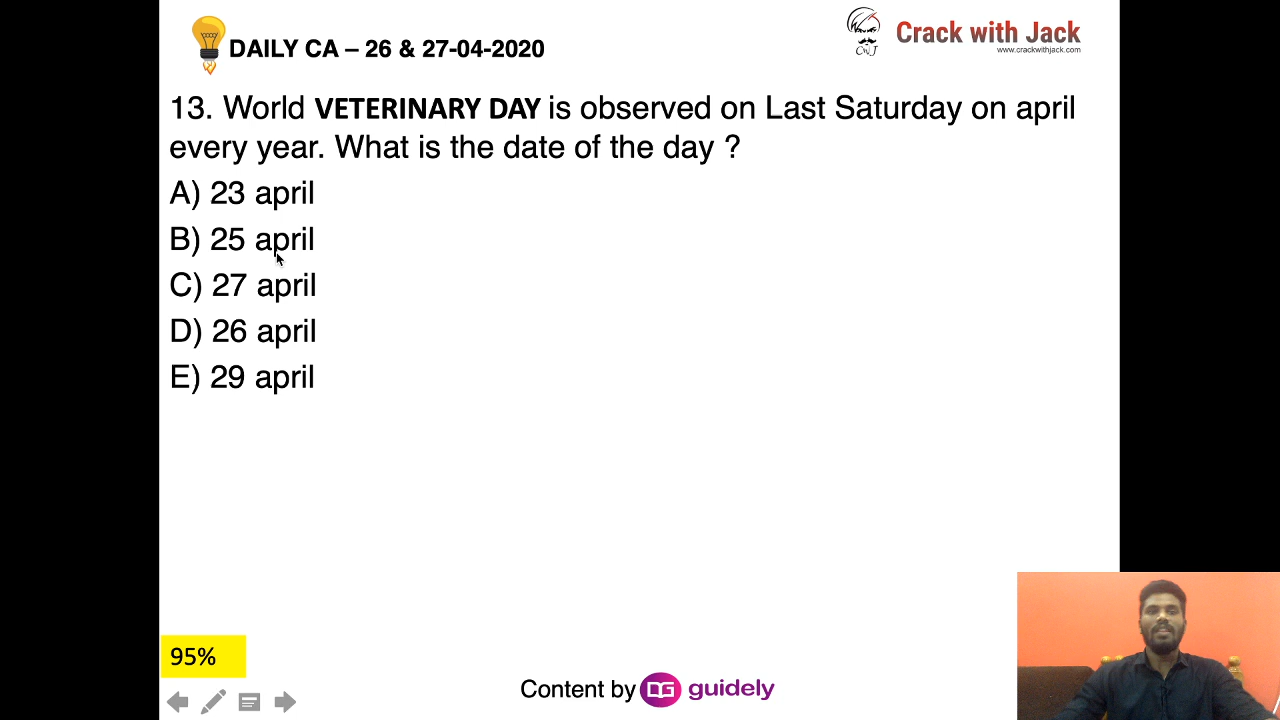 DAILY CA – 26 & 27-04-2020
Crack with Jack
www.crackwithjack.com
CwJ
13. World VETERINARY DAY is observed on Last Saturday on april
every year. What is the date of the day ?
A) 23 april
B) 25 april
C) 27 april
D) 26 april
E) 29 april
95%
Content by guidely